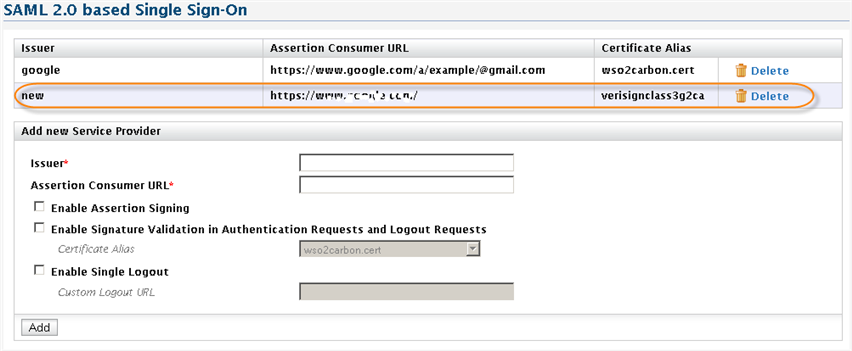 SAML 2.0 based Single Sign-On
Issuer Assertion Consumer URL Certificate Alias
google https://www.google.com/a/example/@gmail.com wso2carbon.cert Delete
new https:// verisignclass3g2ca Delete
Add new Service Provider
Issuer*
Assertion Consumer URL*
Enable Assertion Signing
Enable Signature Validation in Authentication Requests and Logout Requests
Certificate Alias wso2carbon.cert
Enable Single Logout
Custom Logout URL
Add